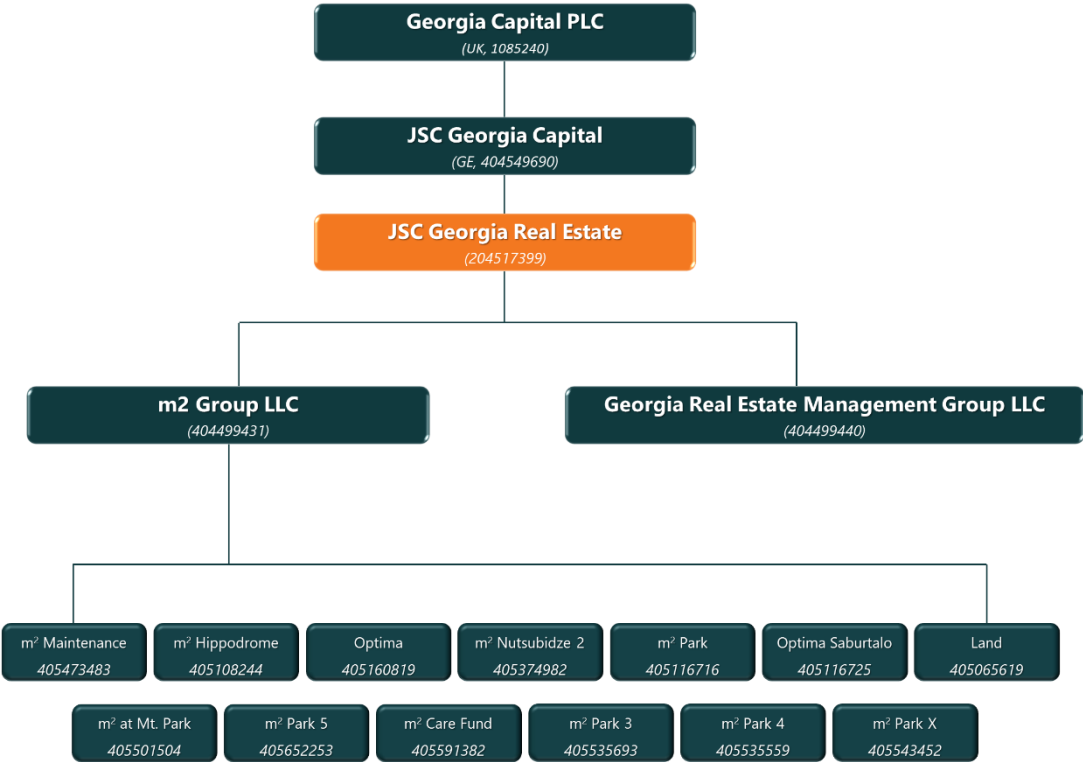 Georgia Capital PLC
(UK, 1085240)
JSC Georgia Capital
(GE, 404549690)
JSC Georgia Real Estate
(204517399)
m2 Group LLC
(404499431)
Georgia Real Estate Management Group LLC
(404499440)
m² Maintenance
405473483
m² Hippodrome
405108244
Optima
405160819
m² Nutsubidze 2
405374982
m² Park
405116716
Optima Saburtalo
405116725
Land
405065619
m² at Mt. Park
405501504
m² Park 5
405652253
m² Care Fund
405591382
m² Park 3
405535693
m² Park 4
405535559
m² Park X
405543452